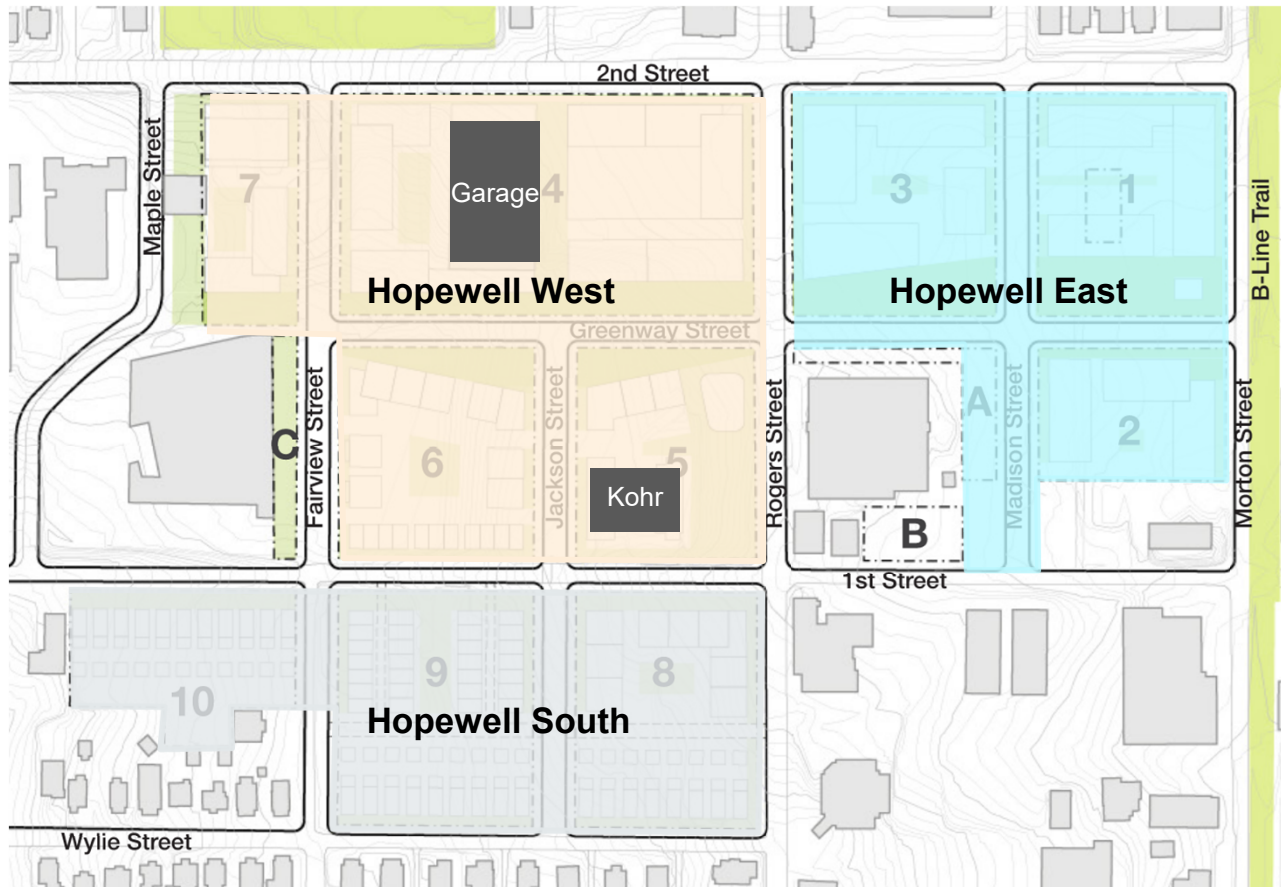 2nd Street
Maple Street
7
Garage
4
3
1
B-Line Trail
Hopewell West
Hopewell East
Greenway Street
C
Fairview Street
6
Jackson Street
5
Kohr
Rogers Street
A
Madison Street
2
Morton Street
B
1st Street
10
9
8
Hopewell South
Wylie Street